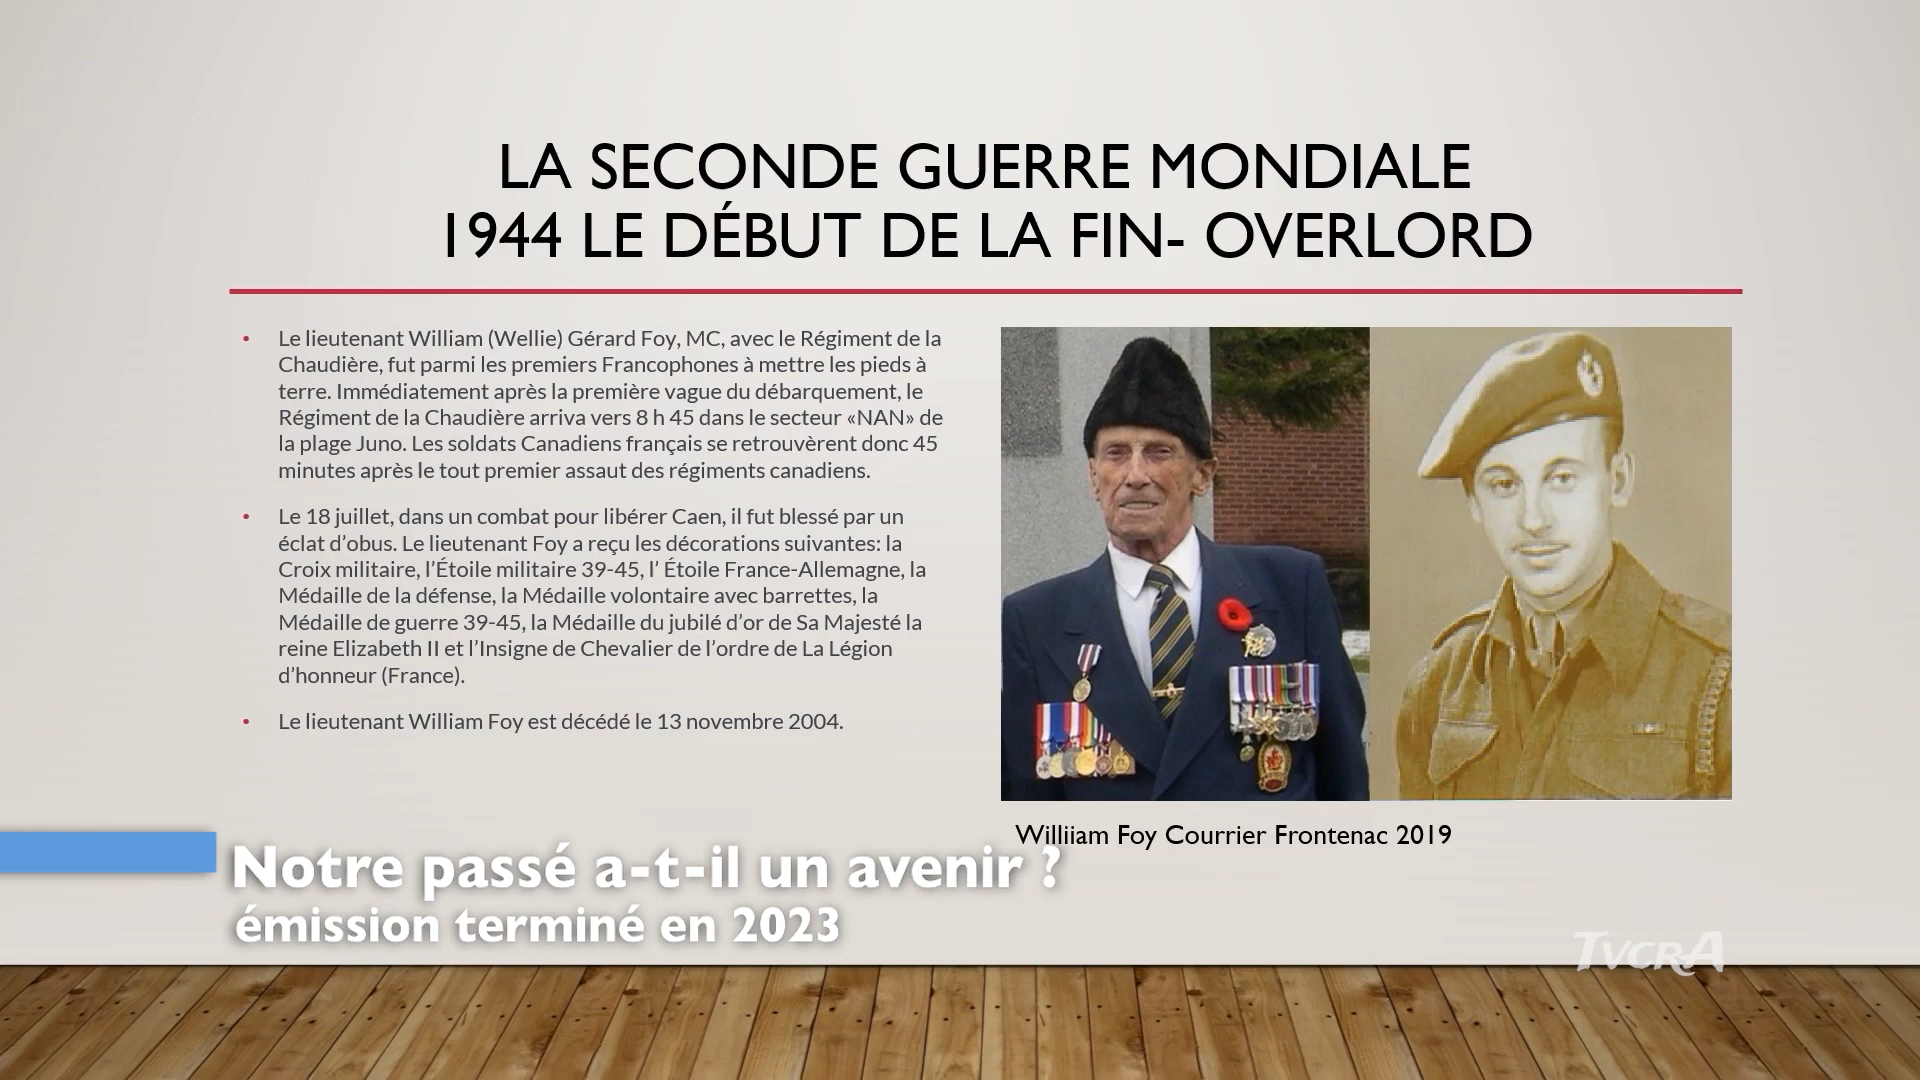 LA SECONDE GUERRE MONDIALE
1944 LE DÉBUT DE LA FIN- OVERLORD
• Le lieutenant William (Wellie) Gérard Foy, MC, avec le Régiment de la
Chaudière, fut parmi les premiers Francophones à mettre les pieds à
terre. Immédiatement après la première vague du débarquement, le
Régiment de la Chaudière arriva vers 8 h 45 dans le secteur «NAN» de
la plage Juno. Les soldats Canadiens français se retrouvèrent donc 45
minutes après le tout premier assaut des régiments canadiens.
• Le 18 juillet, dans un combat pour libérer Caen, il fut blessé par un
éclat d’obus. Le lieutenant Foy a reçu les décorations suivantes: la
Croix militaire, l’Étoile militaire 39-45, l’ Étoile France-Allemagne, la
Médaille de la défense, la Médaille volontaire avec barrettes, la
Médaille de guerre 39-45, la Médaille du jubilé d’or de Sa Majesté la
reine Elizabeth II et l’Insigne de Chevalier de l’ordre de La Légion
d’honneur (France).
• Le lieutenant William Foy est décédé le 13 novembre 2004.
Williiam Foy Courrier Frontenac 2019
Notre passé a-t-il un avenir ?
émission terminé en 2023
TVCRA